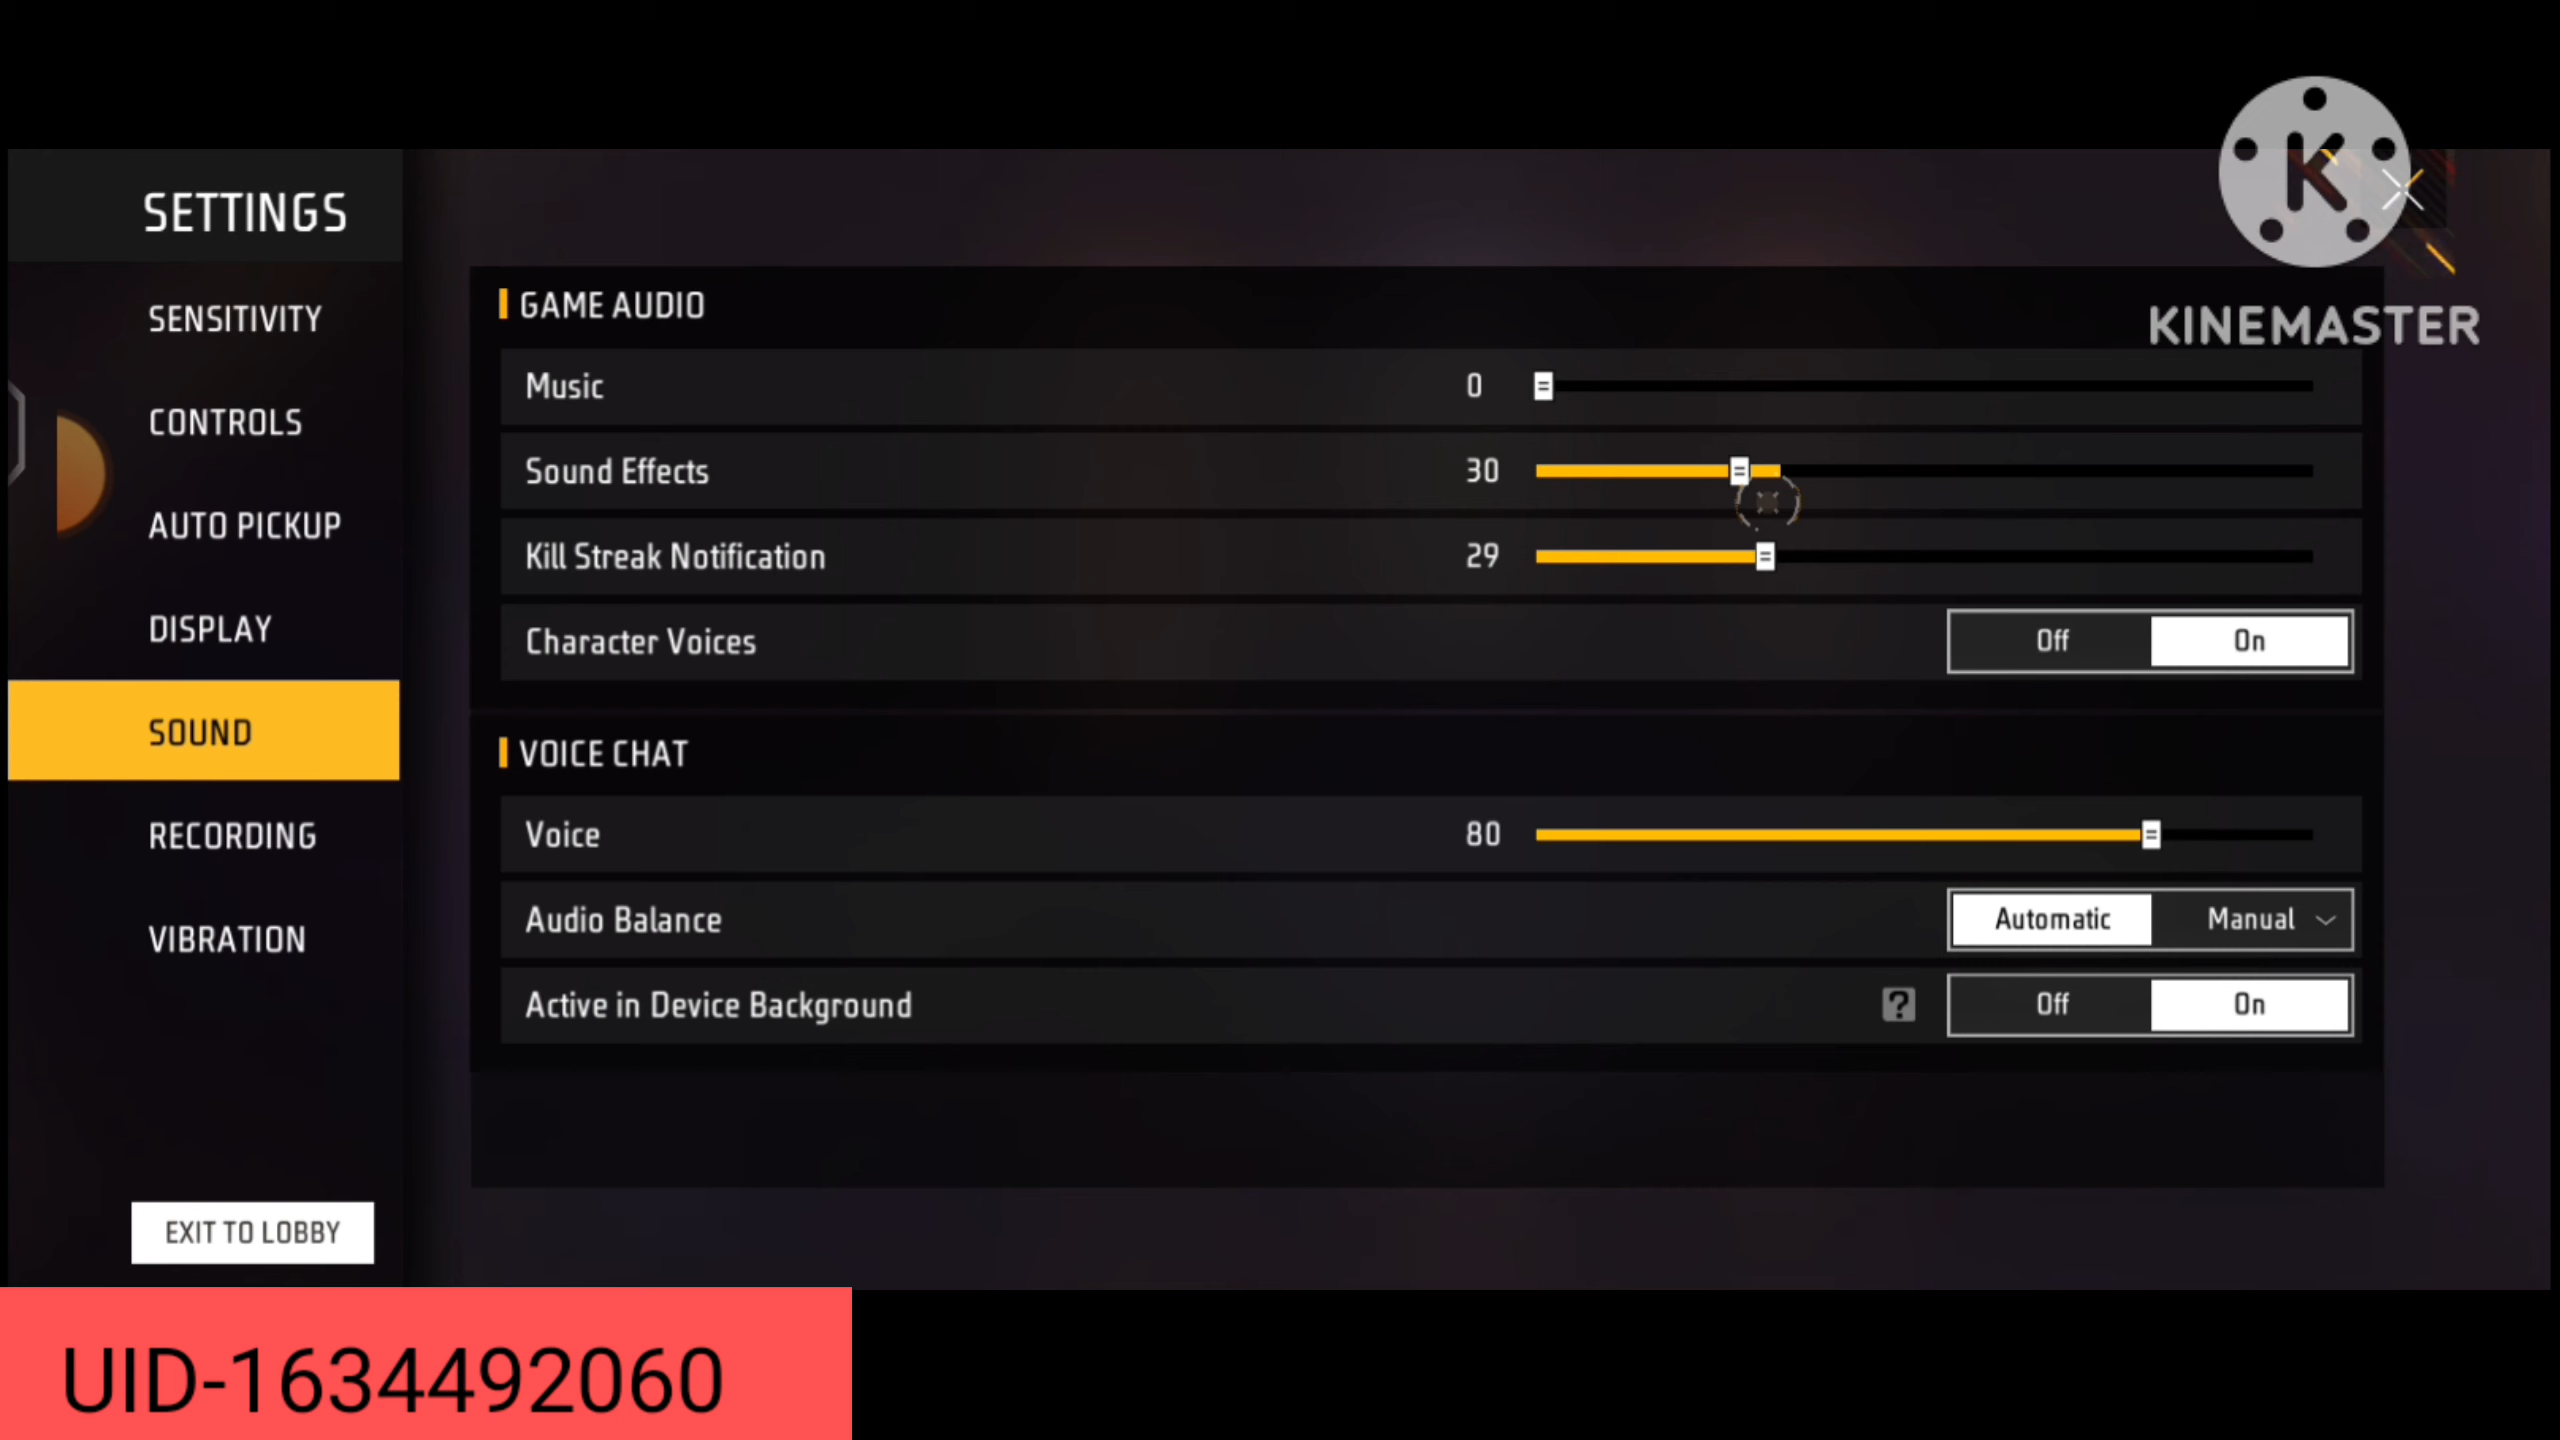 SETTINGS
SENSITIVITY
CONTROLS
AUTO PICKUP
DISPLAY
SOUND
RECORDING
VIBRATION
EXIT TO LOBBY
K
KINEMASTER
GAME AUDIO
Music 0
Sound Effects 30
Kill Streak Notification 29
Character Voices Off On
VOICE CHAT
Voice 80
Audio Balance Automatic Manual
Active in Device Background ? Off On
UID-1634492060